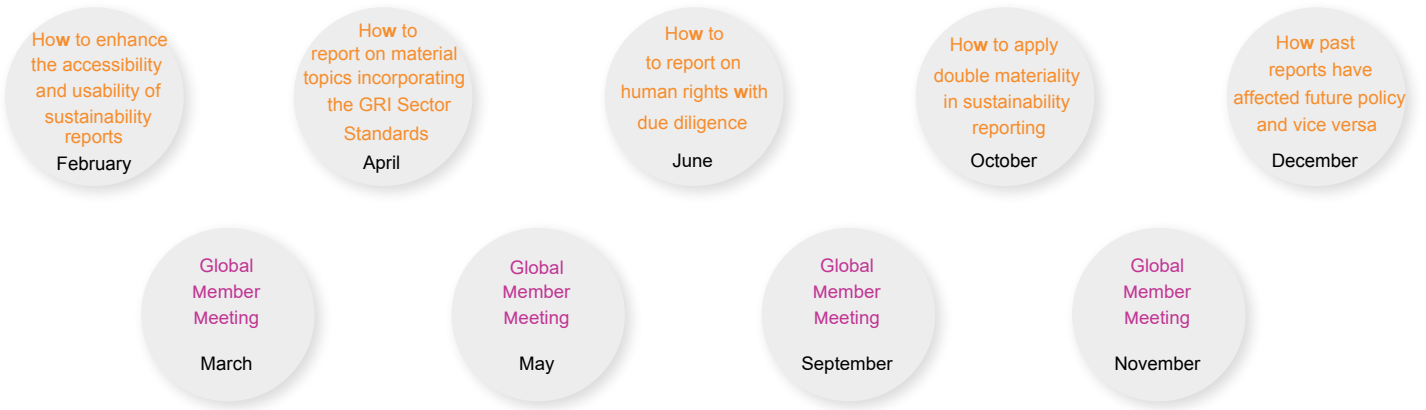 How to enhance
the accessibility
and usability of
sustainability
reports
February
How to
report on material
topics incorporating
the GRI Sector
Standards
April
How to
to report on
human rights with
due diligence
June
How to apply
double materiality
in sustainability
reporting
October
How past
reports have
affected future policy
and vice versa
December
Global
Member
Meeting
March
Global
Member
Meeting
May
Global
Member
Meeting
September
Global
Member
Meeting
November